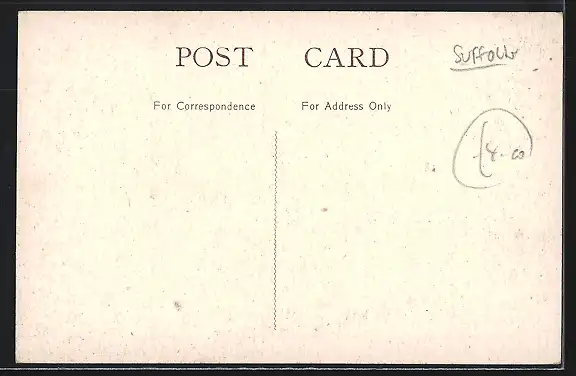 POST CARD
Suffolk
For Correspondence
For Address Only
£4-00